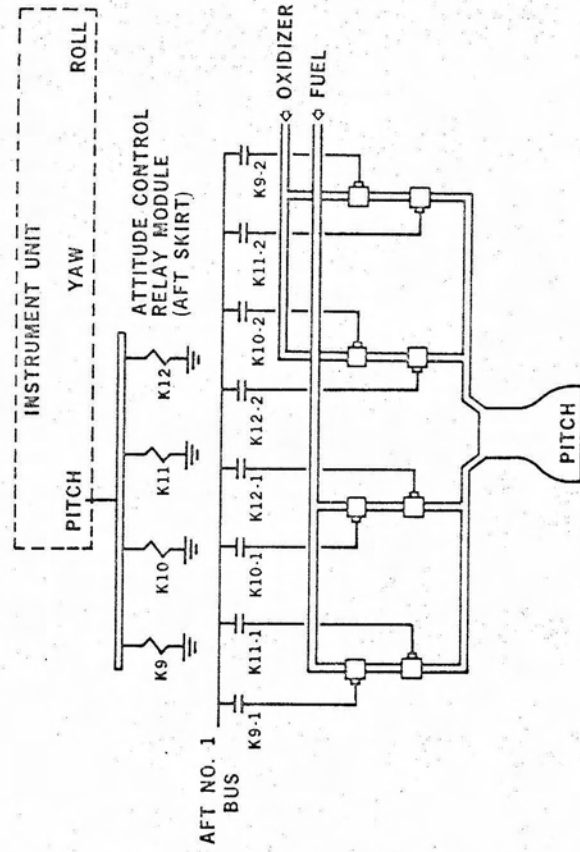 INSTRUMENT UNIT
PITCH YAW ROLL
ATTITUDE CONTROL
RELAY MODULE
(AFT SKIRT)
K9 K10 K11 K12
AFT NO. 1
BUS
K9-1
K11-1
K10-1
K12-1
K12-2
K10-2
K11-2
K9-2
OXIDIZER
FUEL
PITCH